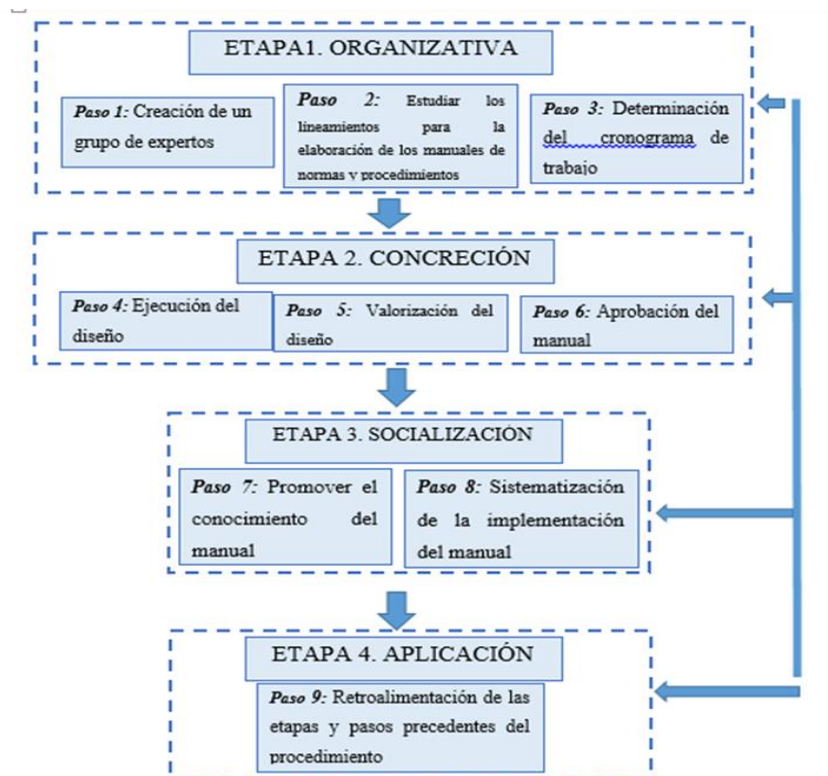 ETAPA1. ORGANIZATIVA
Paso 1: Creación de un
grupo de expertos
Paso 2: Estudiar los
lineamientos para la
elaboración de los manuales de
normas y procedimientos
Paso 3: Determinación
del cronograma de
trabajo
ETAPA 2. CONCRECIÓN
Paso 4: Ejecución del
diseño
Paso 5: Valorización del
diseño
Paso 6: Aprobación del
manual
ETAPA 3. SOCIALIZACIÓN
Paso 7: Promover el
conocimiento del
manual
Paso 8: Sistematización
de la implementación
del manual
ETAPA 4. APLICACIÓN
Paso 9: Retroalimentación de las
etapas y pasos precedentes del
procedimiento